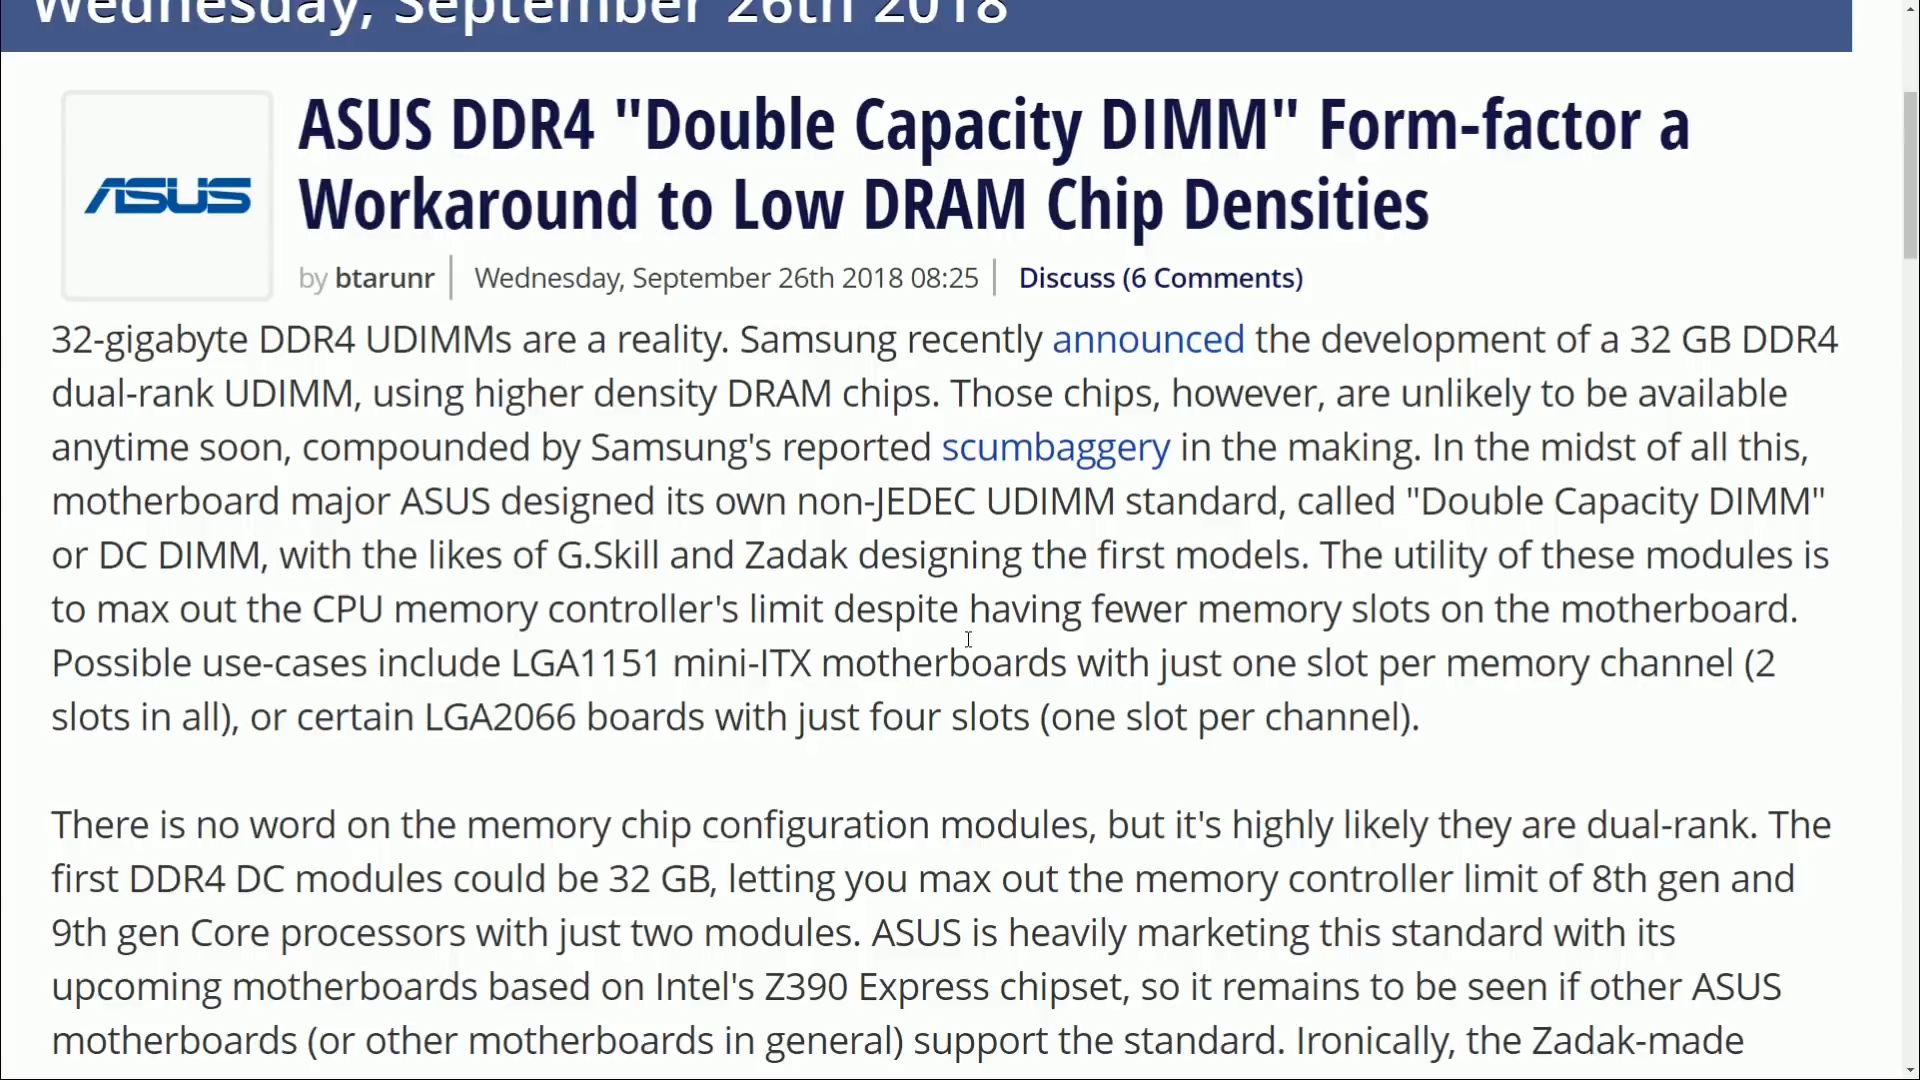 Wednesday, September 26th 2018
ASUS
ASUS DDR4 "Double Capacity DIMM" Form-factor a
Workaround to Low DRAM Chip Densities
by btarunr | Wednesday, September 26th 2018 08:25 | Discuss (6 Comments)
32-gigabyte DDR4 UDIMMs are a reality. Samsung recently announced the development of a 32 GB DDR4
dual-rank UDIMM, using higher density DRAM chips. Those chips, however, are unlikely to be available
anytime soon, compounded by Samsung's reported scumbaggery in the making. In the midst of all this,
motherboard major ASUS designed its own non-JEDEC UDIMM standard, called "Double Capacity DIMM"
or DC DIMM, with the likes of G.Skill and Zadak designing the first models. The utility of these modules is
to max out the CPU memory controller's limit despite having fewer memory slots on the motherboard.
Possible use-cases include LGA1151 mini-ITX motherboards with just one slot per memory channel (2
slots in all), or certain LGA2066 boards with just four slots (one slot per channel).
There is no word on the memory chip configuration modules, but it's highly likely they are dual-rank. The
first DDR4 DC modules could be 32 GB, letting you max out the memory controller limit of 8th gen and
9th gen Core processors with just two modules. ASUS is heavily marketing this standard with its
upcoming motherboards based on Intel's Z390 Express chipset, so it remains to be seen if other ASUS
motherboards (or other motherboards in general) support the standard. Ironically, the Zadak-made